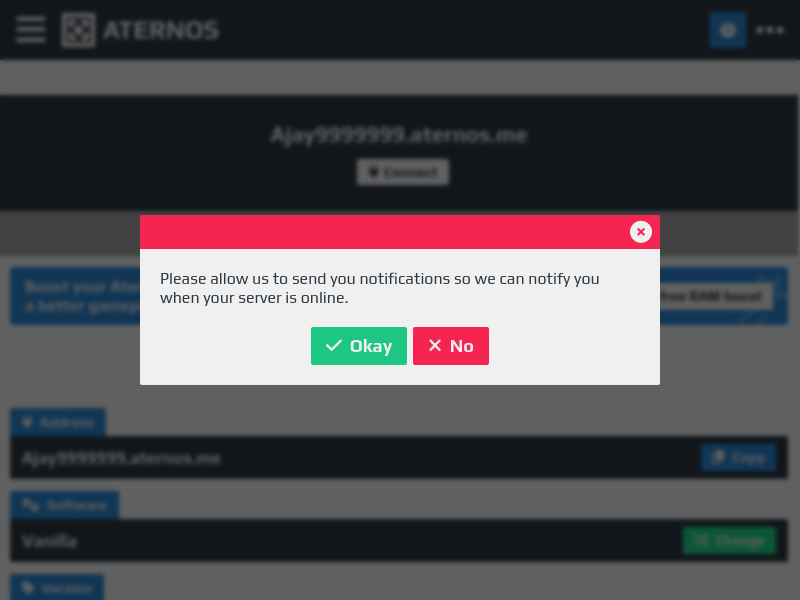 ATERNOS
Ajay9999999.aternos.me
Connect
Boost your Ater
a better gamep
free RAM boost
Please allow us to send you notifications so we can notify you
when your server is online.
Okay
No
Address
Ajay9999999.aternos.me
Copy
Software
Vanilla
Change
Version